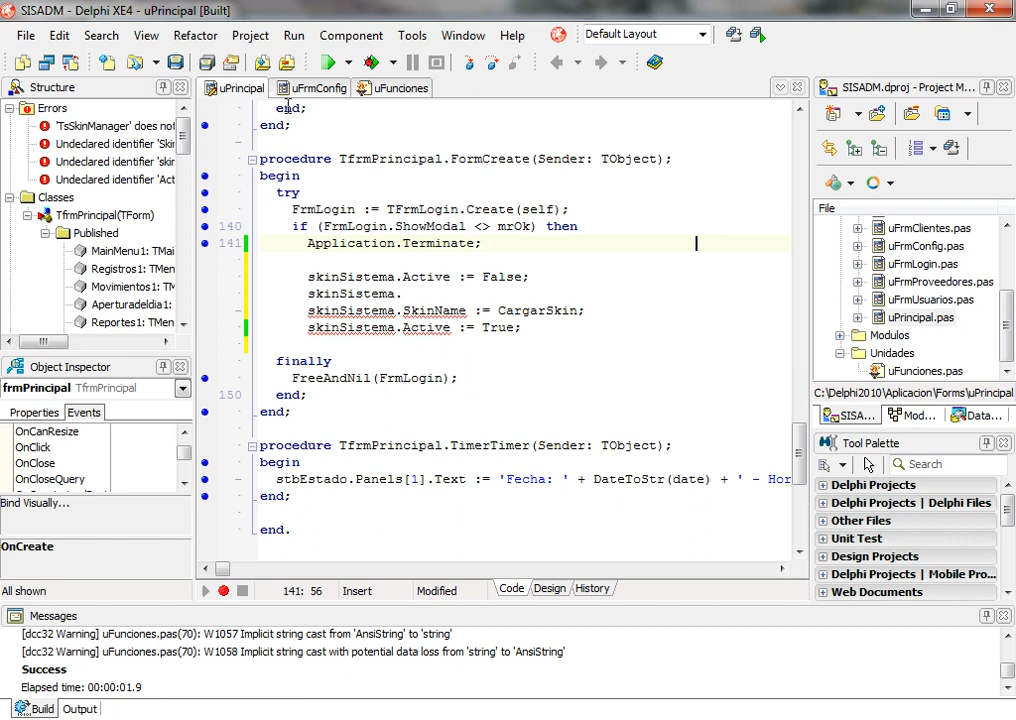 SISADM - Delphi XE4 - uPrincipal [Built]
File Edit Search View Refactor Project Run Component Tools Window Help
Default Layout
Structure
Errors
'TsSkinManager' does not
Undeclared identifier 'Skir
Undeclared identifier 'skin
Undeclared identifier 'Act
Classes
TfrmPrincipal(TForm)
Published
MainMenu1: TMai
Registros1: TMen
Movimientos1: TM
Aperturadeldia1:
Reportes1: TMen
Object Inspector
frmPrincipal TfrmPrincipal
Properties Events
OnCanResize
OnClick
OnClose
OnCloseQuery
Bind Visually...
OnCreate
All shown
uPrincipal uFrmConfig uFunciones
end;
end;
procedure TfrmPrincipal.FormCreate(Sender: TObject);
begin
try
FrmLogin := TFrmLogin.Create(self);
140 if (FrmLogin.ShowModal <> mrOk) then
141 Application.Terminate;
skinSistema.Active := False;
skinSistema.
skinSistema.SkinName := CargarSkin;
skinSistema.Active := True;
finally
FreeAndNil(FrmLogin);
150 end;
end;
procedure TfrmPrincipal.TimerTimer(Sender: TObject);
begin
stbEstado.Panels[1].Text := 'Fecha: ' + DateToStr(date) + ' - Hor
end;
end.
141: 56 Insert Modified Code Design History
SISADM.dproj - Project M...
File
uFrmClientes.pas
uFrmConfig.pas
uFrmLogin.pas
uFrmProveedores.pas
uFrmUsuarios.pas
uPrincipal.pas
Modulos
Unidades
uFunciones.pas
C:\Delphi2010\Aplicacion\Forms\uPrincipal
SISA... Mod... Data...
Tool Palette
Search
Delphi Projects
Delphi Projects | Delphi Files
Other Files
Unit Test
Design Projects
Delphi Projects | Mobile Pro...
Web Documents
Messages
[dcc32 Warning] uFunciones.pas(70): W1057 Implicit string cast from 'AnsiString' to 'string'
[dcc32 Warning] uFunciones.pas(70): W1058 Implicit string cast with potential data loss from 'string' to 'AnsiString'
Success
Elapsed time: 00:00:01.9
Build Output